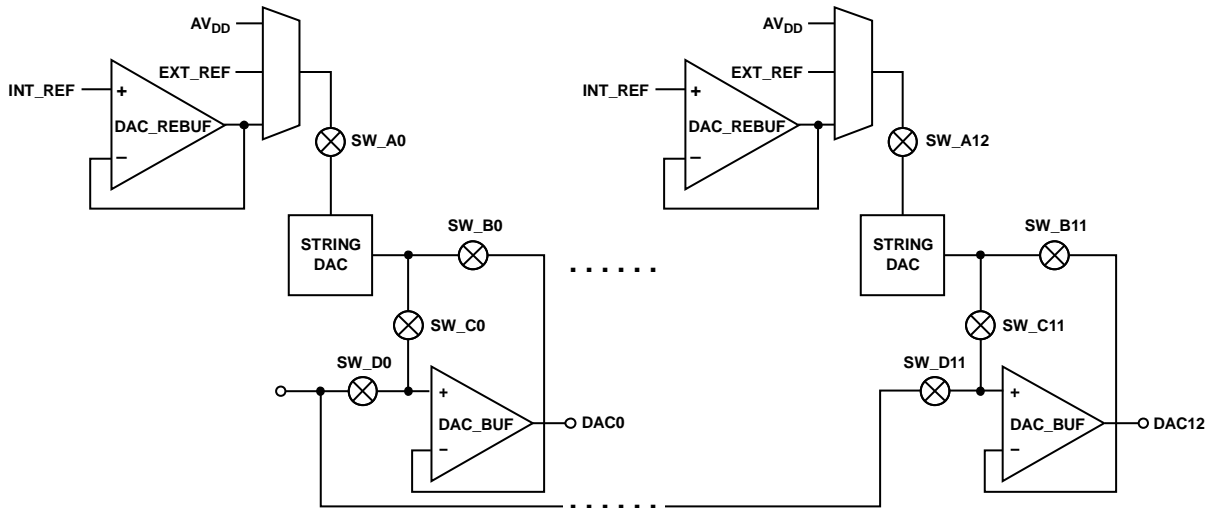 AVDD
AVDD
EXT_REF
EXT_REF
INT_REF
INT_REF
+
+
DAC_REBUF
DAC_REBUF
SW_A0
SW_A12
−
−
STRING
DAC
SW_B0
STRING
DAC
SW_B11
......
SW_C0
SW_C11
SW_D0
SW_D11
+
+
DAC_BUF
DAC0
DAC_BUF
DAC12
−
−
......